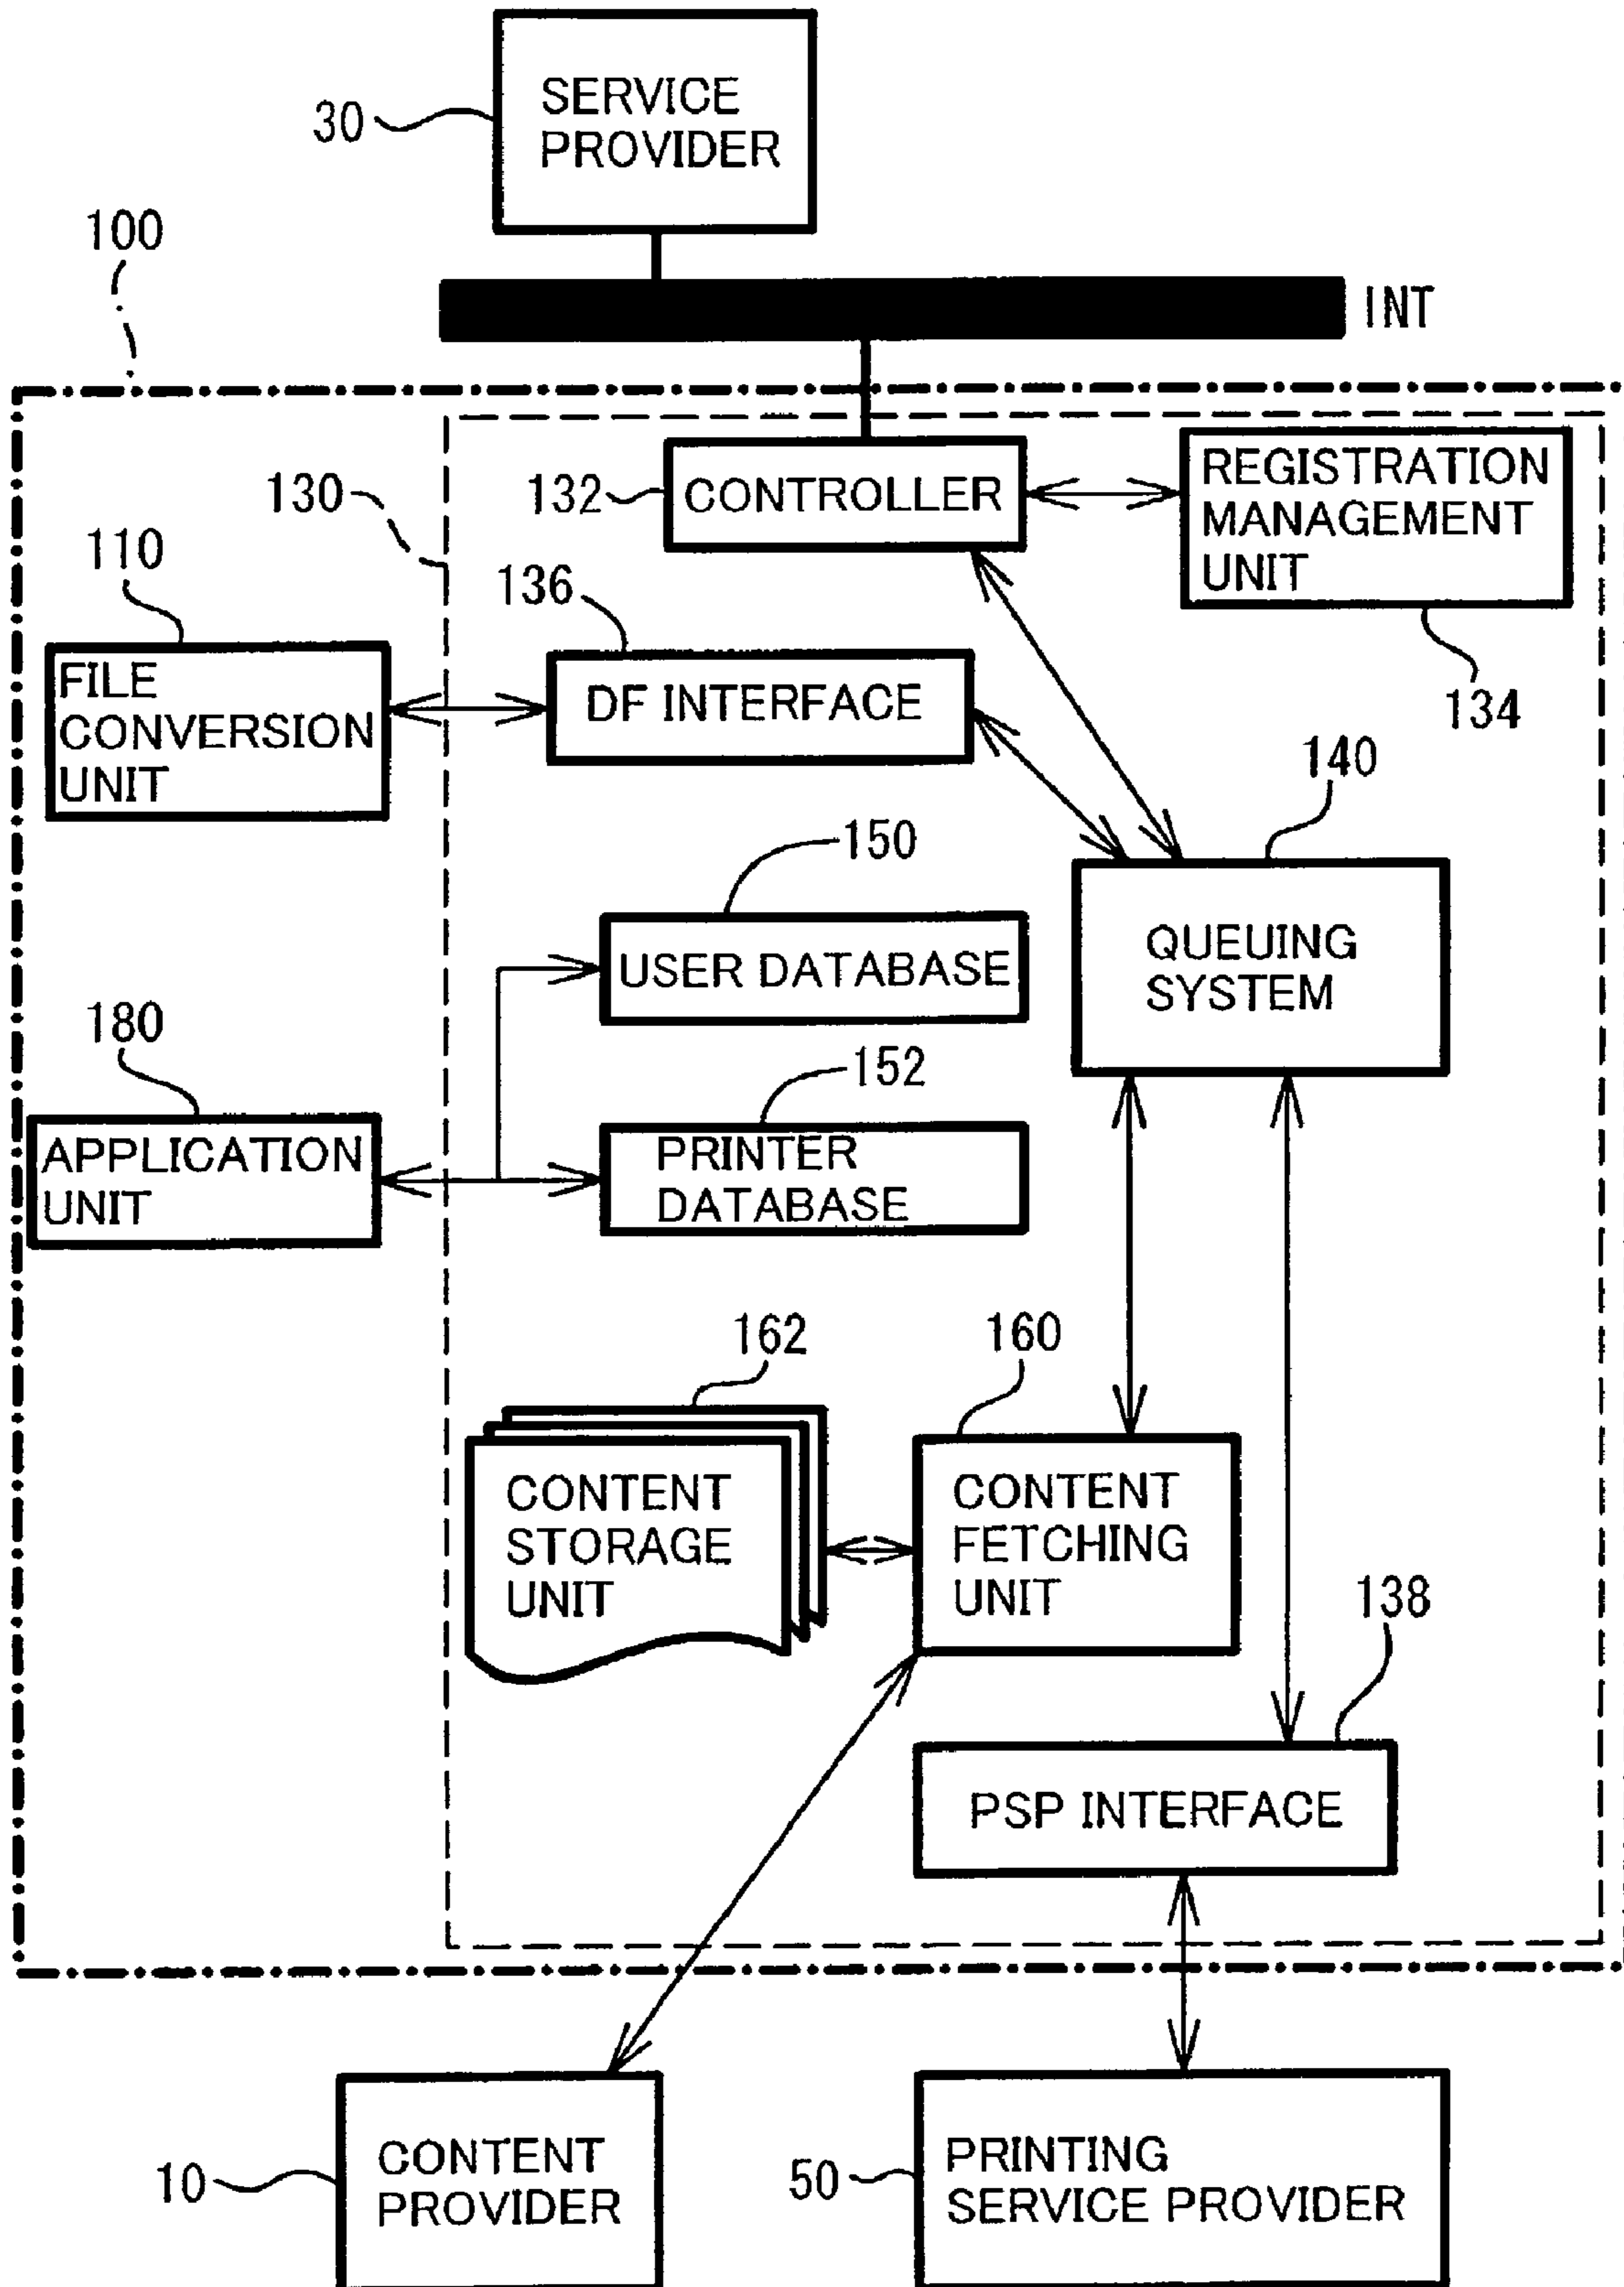 SERVICE
PROVIDER
30
100
INT
130
132
CONTROLLER
REGISTRATION
MANAGEMENT
UNIT
134
110
136
FILE
CONVERSION
UNIT
DF INTERFACE
140
150
USER DATABASE
QUEUING
SYSTEM
180
152
APPLICATION
UNIT
PRINTER
DATABASE
162
160
CONTENT
STORAGE
UNIT
CONTENT
FETCHING
UNIT
138
PSP INTERFACE
10
CONTENT
PROVIDER
50
PRINTING
SERVICE PROVIDER